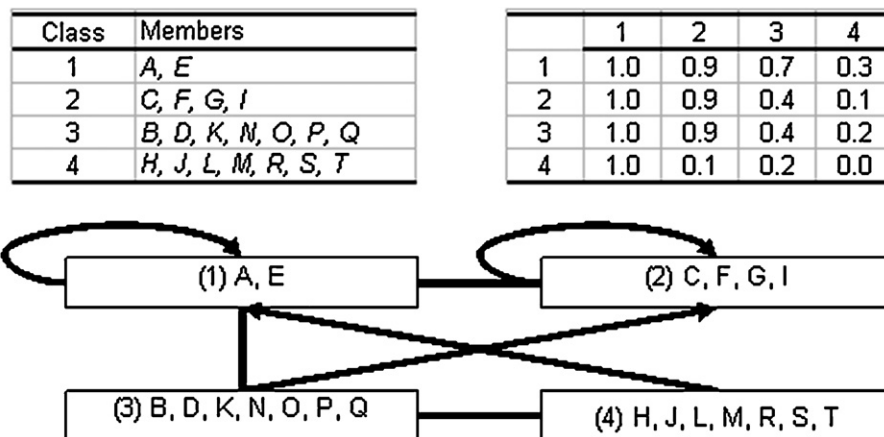 Class Members
1 A, E
2 C, F, G, I
3 B, D, K, N, O, P, Q
4 H, J, L, M, R, S, T
1 2 3 4
1 1.0 0.9 0.7 0.3
2 1.0 0.9 0.4 0.1
3 1.0 0.9 0.4 0.2
4 1.0 0.1 0.2 0.0
(1) A, E
(2) C, F, G, I
(3) B, D, K, N, O, P, Q
(4) H, J, L, M, R, S, T